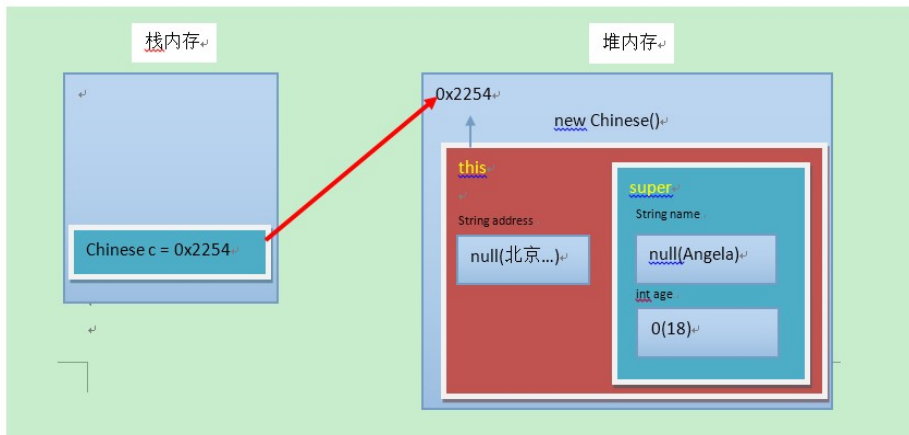 栈内存
堆内存
Chinese c = 0x2254
0x2254
new Chinese()
this
String address
null(北京...)
super
String name
null(Angela)
int age
0(18)